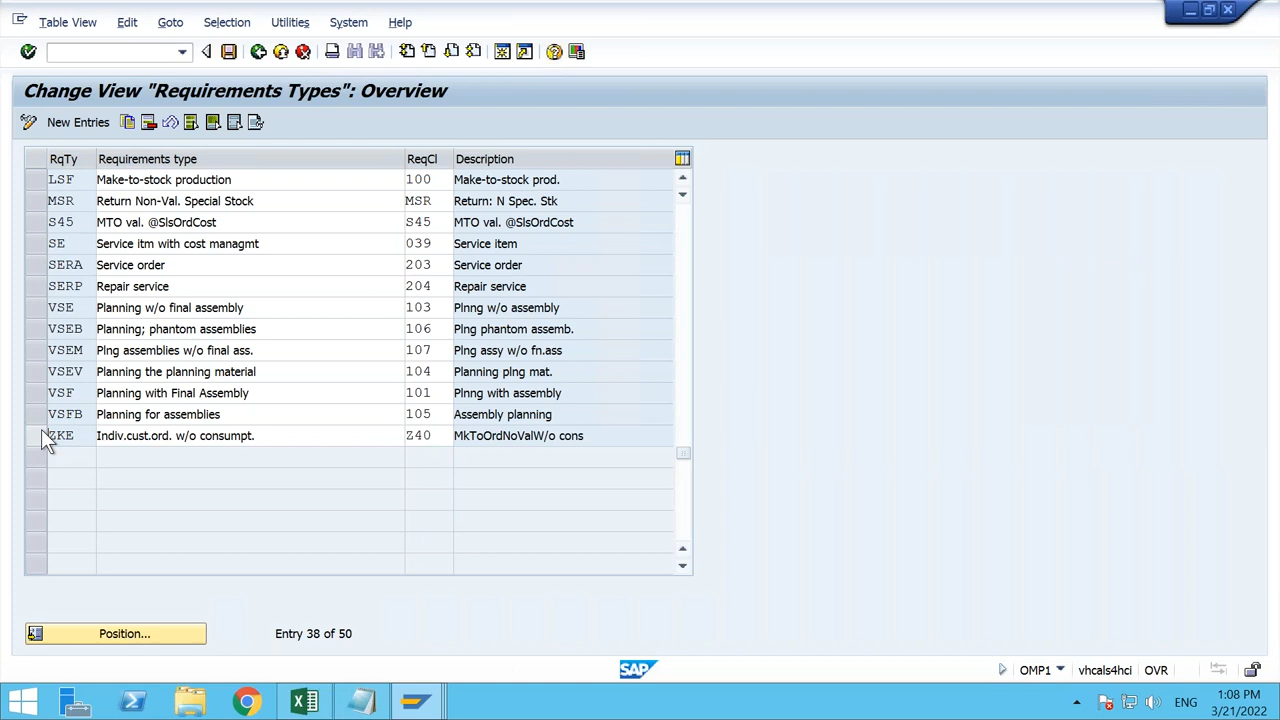 Table View Edit Goto Selection Utilities System Help
Change View "Requirements Types": Overview
New Entries
RqTy Requirements type ReqCl Description
LSF Make-to-stock production 100 Make-to-stock prod.
MSR Return Non-Val. Special Stock MSR Return: N Spec. Stk
S45 MTO val. @SlsOrdCost S45 MTO val. @SlsOrdCost
SE Service itm with cost managmt 039 Service item
SERA Service order 203 Service order
SERP Repair service 204 Repair service
VSE Planning w/o final assembly 103 Plnng w/o assembly
VSEB Planning; phantom assemblies 106 Plng phantom assemb.
VSEM Plng assemblies w/o final ass. 107 Plng assy w/o fn.ass
VSEV Planning the planning material 104 Planning plng mat.
VSF Planning with Final Assembly 101 Plnng with assembly
VSFB Planning for assemblies 105 Assembly planning
ZKE Indiv.cust.ord. w/o consumpt. Z40 MkToOrdNoValW/o cons
Position... Entry 38 of 50
SAP OMP1 vhcals4hci OVR
ENG 1:08 PM
3/21/2022